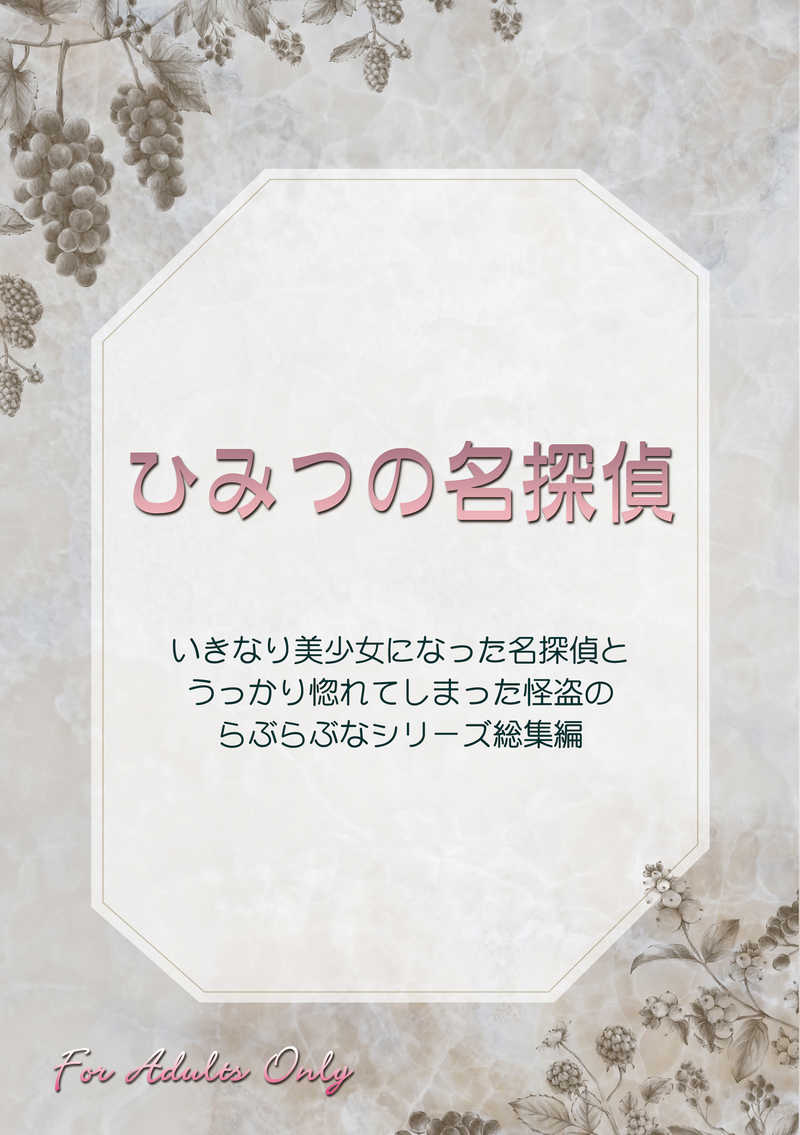 ひみつの名探偵
いきなり美少女になった名探偵と
うっかり惚れてしまった怪盗の
らぶらぶなシリーズ総集編
For Adults Only